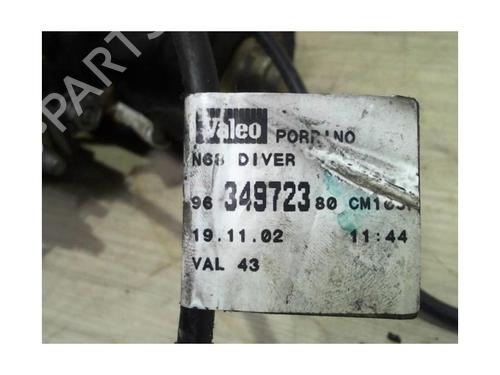 Valeo PORRINO
N68 DIVER
96 349723 80
19.11.02 11:44
VAL 43